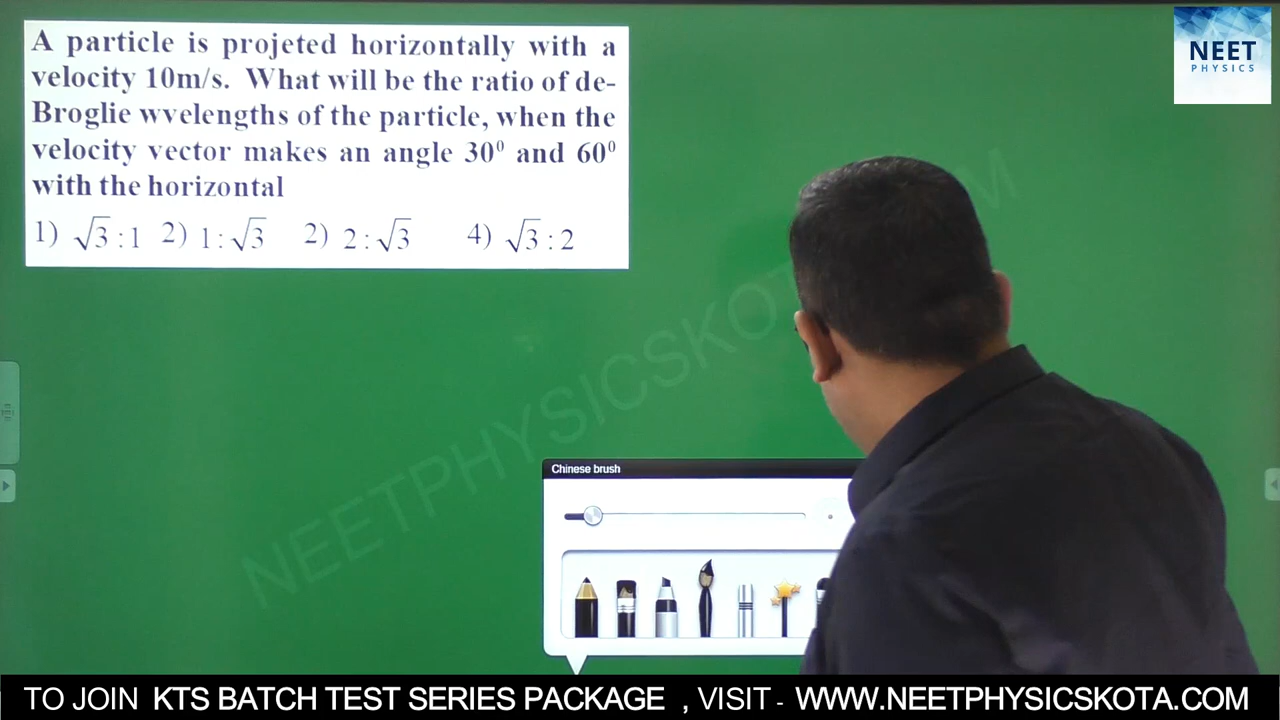 A particle is projeted horizontally with a
velocity 10m/s. What will be the ratio of de-
Broglie wvelengths of the particle, when the
velocity vector makes an angle 30⁰ and 60⁰
with the horizontal
1) √3 : 1 2) 1 : √3 2) 2 : √3 4) √3 : 2
NEET
PHYSICS
NEETPHYSICSKOTA.COM
Chinese brush
TO JOIN KTS BATCH TEST SERIES PACKAGE , VISIT - WWW.NEETPHYSICSKOTA.COM